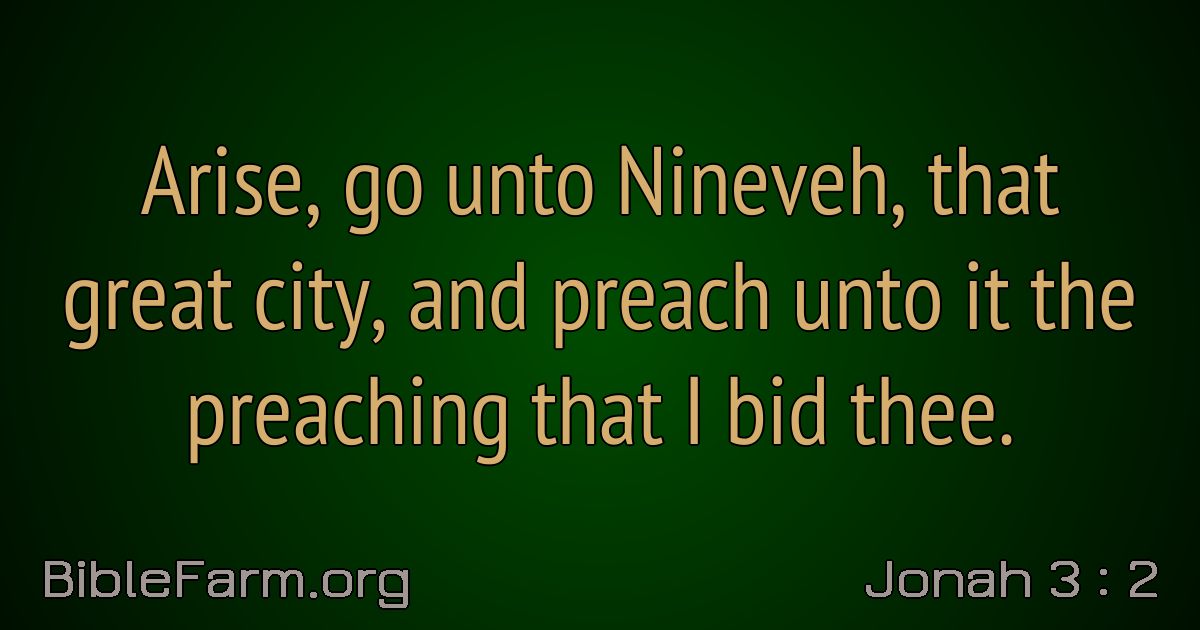 Arise, go unto Nineveh, that
great city, and preach unto it the
preaching that I bid thee.
BibleFarm.org
Jonah 3 : 2